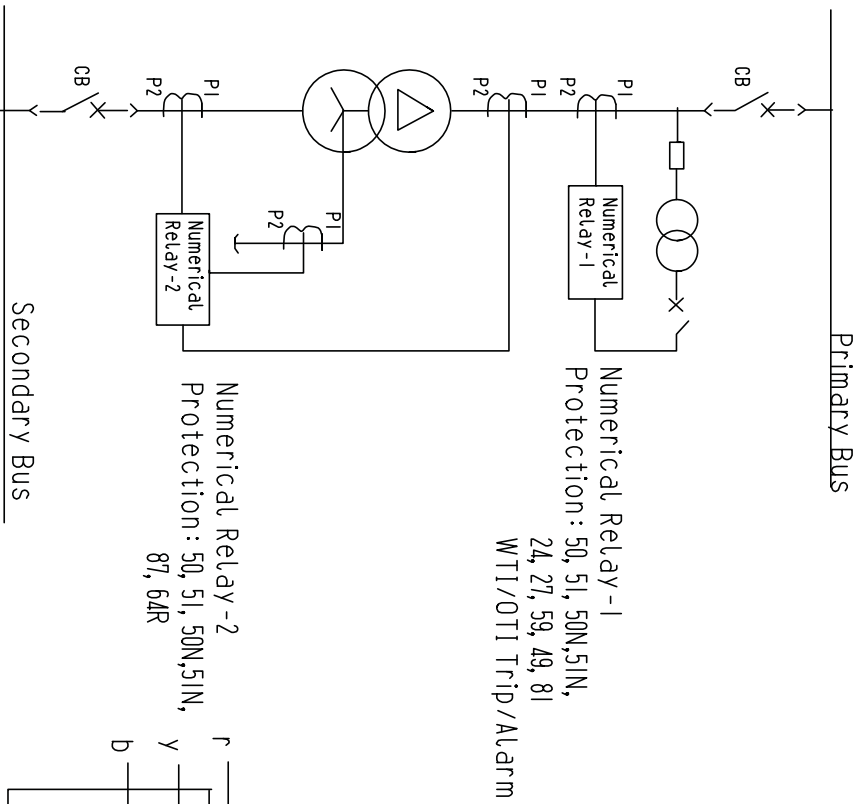 Primary Bus
CB
P1
P2
Numerical
Relay-1
Numerical Relay-1
Protection: 50, 51, 50N,51N,
24, 27, 59, 49, 81
WTI/OTI Trip/Alarm
P1
P2
P1
P2
Numerical
Relay-2
Numerical Relay-2
Protection: 50, 51, 50N,51N,
87, 64R
P1
P2
CB
Secondary Bus
r
y
b